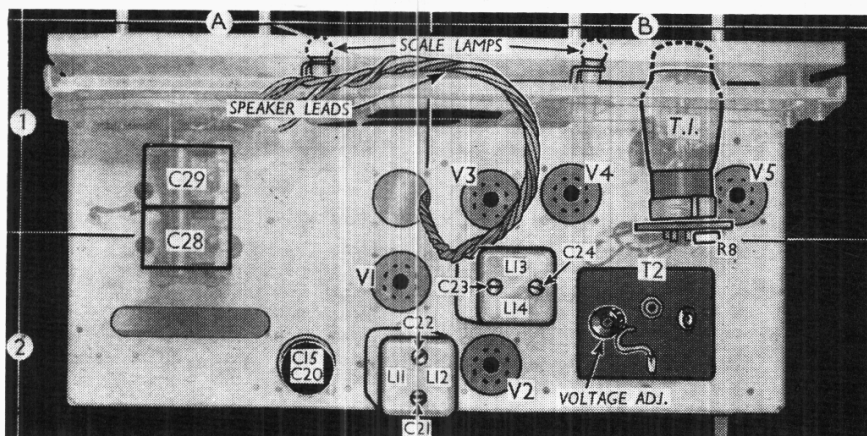 A
B
SCALE LAMPS
SPEAKER LEADS
1
T.I.
C29
V3
V4
V5
C28
R8
V1
L13
C24
T2
C23
L14
C22
2
C15
C20
L11
L12
V2
VOLTAGE ADJ.
C21